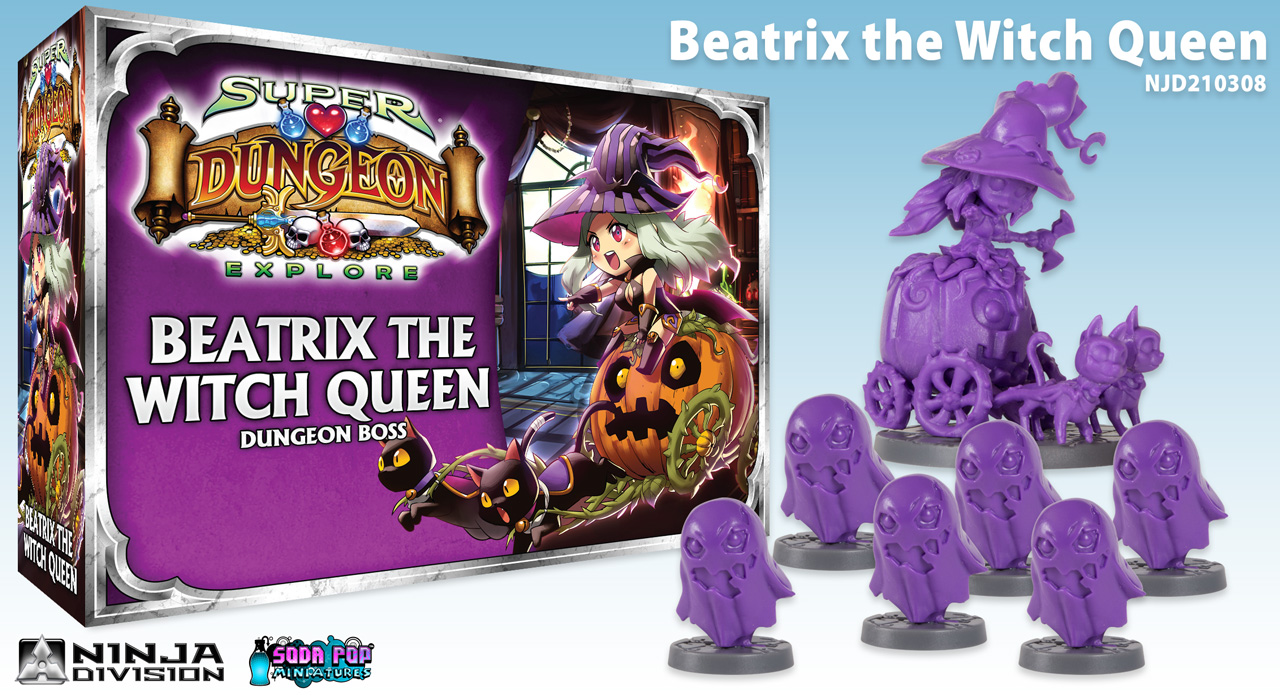 Beatrix the Witch Queen
NJD210308
SUPER
DUNGEON
EXPLORE
BEATRIX THE
WITCH QUEEN
DUNGEON BOSS
SUPER
DUNGEON
EXPLORE
BEATRIX THE
WITCH QUEEN
NINJA
DIVISION
SODA POP
MINIATURES